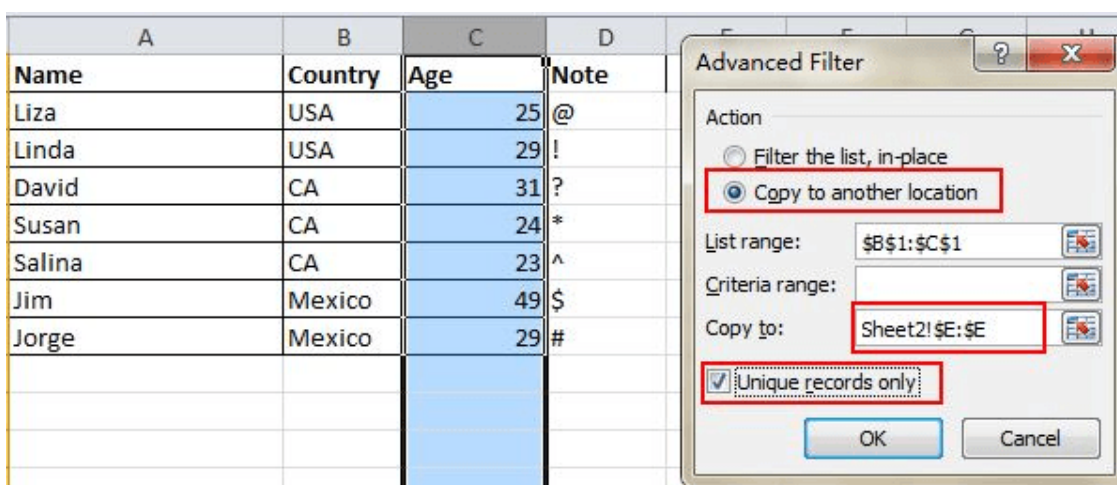 A B C D
Name Country Age Note
Liza USA 25 @
Linda USA 29 !
David CA 31 ?
Susan CA 24 *
Salina CA 23 ^
Jim Mexico 49 $
Jorge Mexico 29 #
Advanced Filter ? X
Action
Filter the list, in-place
Copy to another location
List range: $B$1:$C$1
Criteria range:
Copy to: Sheet2!$E:$E
Unique records only
OK Cancel